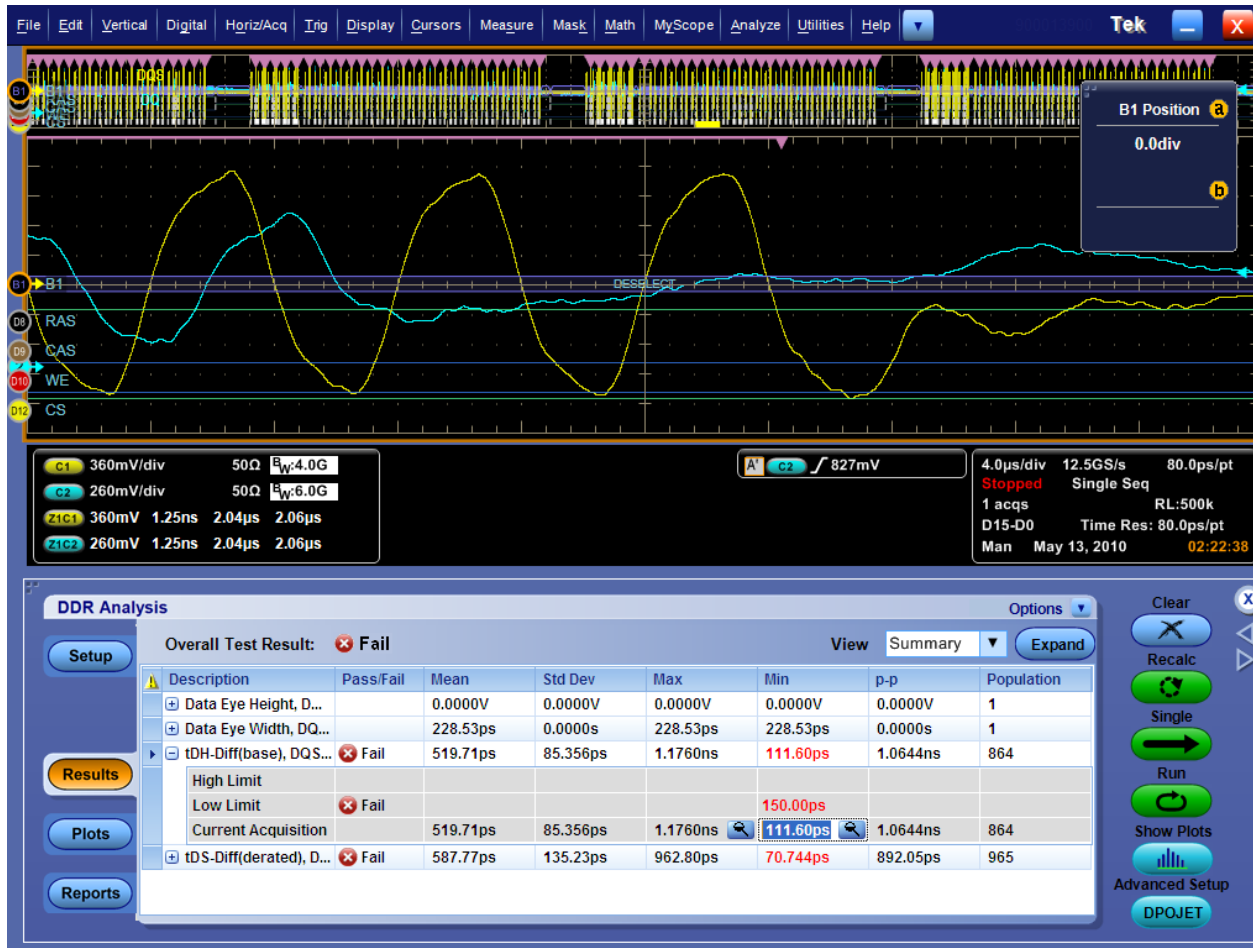 File Edit Vertical Digital Horiz/Acq Trig Display Cursors Measure Mask Math MyScope Analyze Utilities Help Tek X
DQS
B1 B1
DQ
CS
B1 Position a
0.0div
b
B1 B1 DESELECT
D8 RAS
D9 CAS
D10 WE
D12 CS
C1 360mV/div 50Ω BW:4.0G
C2 260mV/div 50Ω BW:6.0G
Z1C1 360mV 1.25ns 2.04µs 2.06µs
Z1C2 260mV 1.25ns 2.04µs 2.06µs
A' C2 827mV
4.0µs/div 12.5GS/s 80.0ps/pt
Stopped Single Seq
1 acqs RL:500k
D15-D0 Time Res: 80.0ps/pt
Man May 13, 2010 02:22:38
DDR Analysis Options
Setup
Results
Plots
Reports
Overall Test Result: Fail View Summary Expand
Description Pass/Fail Mean Std Dev Max Min p-p Population
Data Eye Height, D... 0.0000V 0.0000V 0.0000V 0.0000V 0.0000V 1
Data Eye Width, DQ... 228.53ps 0.0000s 228.53ps 228.53ps 0.0000s 1
tDH-Diff(base), DQS... Fail 519.71ps 85.356ps 1.1760ns 111.60ps 1.0644ns 864
High Limit
Low Limit Fail 150.00ps
Current Acquisition 519.71ps 85.356ps 1.1760ns 111.60ps 1.0644ns 864
tDS-Diff(derated), D... Fail 587.77ps 135.23ps 962.80ps 70.744ps 892.05ps 965
Clear X
Recalc
Single
Run
Show Plots
Advanced Setup
DPOJET